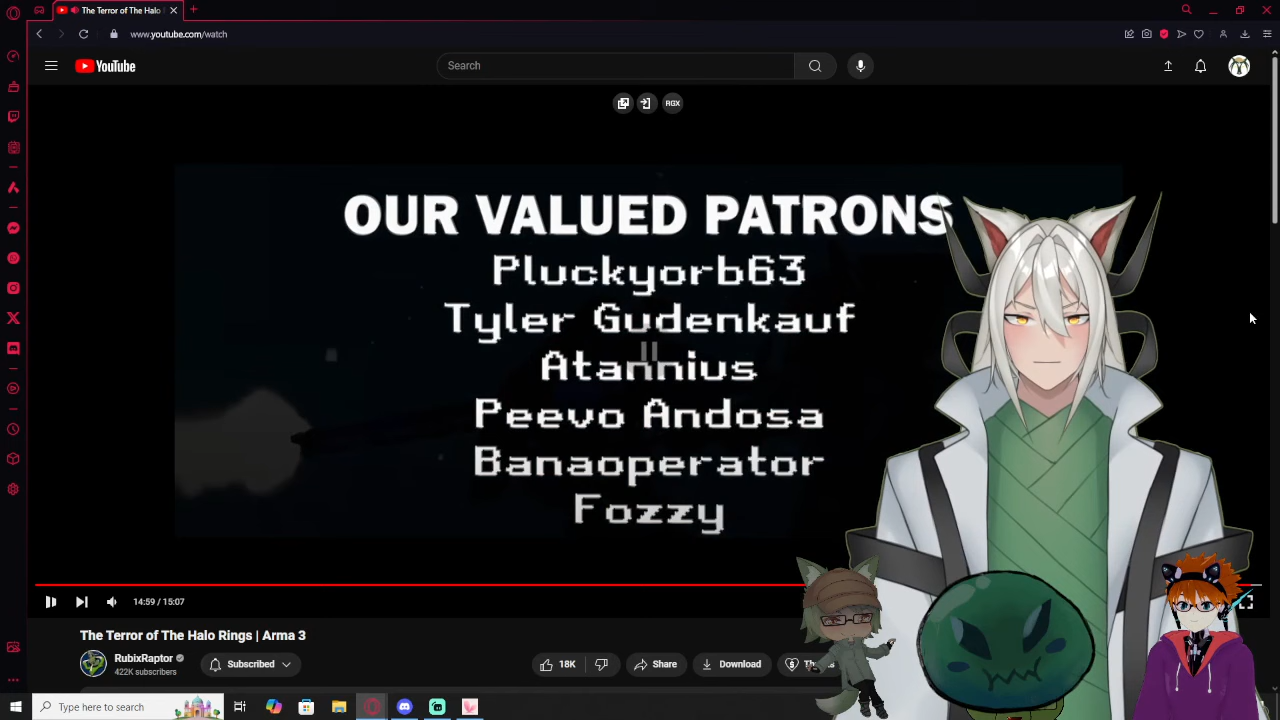 The Terror of The Halo
www.youtube.com/watch
YouTube
Search
RGX
OUR VALUED PATRONS
Pluckyorb63
Tyler Gudenkauf
Atannius
Peevo Andosa
Banaoperator
Fozzy
14:59 / 15:07
The Terror of The Halo Rings | Arma 3
RubixRaptor
422K subscribers
Subscribed
18K
Share
Download
Type here to search